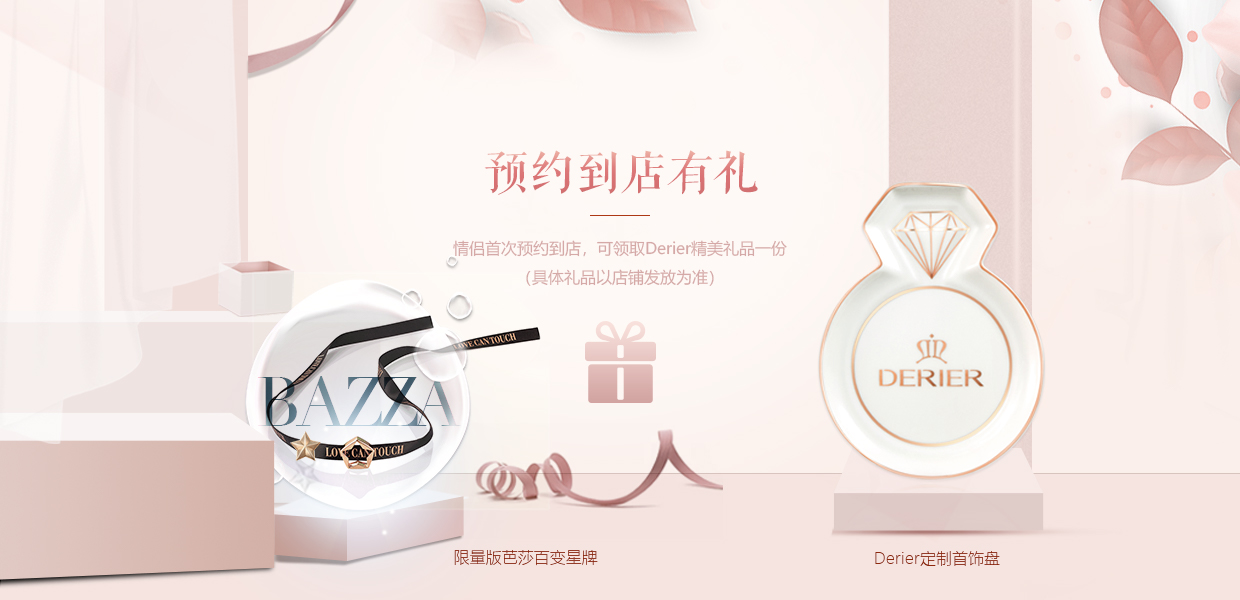 预约到店有礼
情侣首次预约到店，可领取Derier精美礼品一份
（具体礼品以店铺发放为准）
LOVE CAN TOUCH
BAZZA
LOVE CAN TOUCH
DERIER
限量版芭莎百变星牌
Derier定制首饰盘